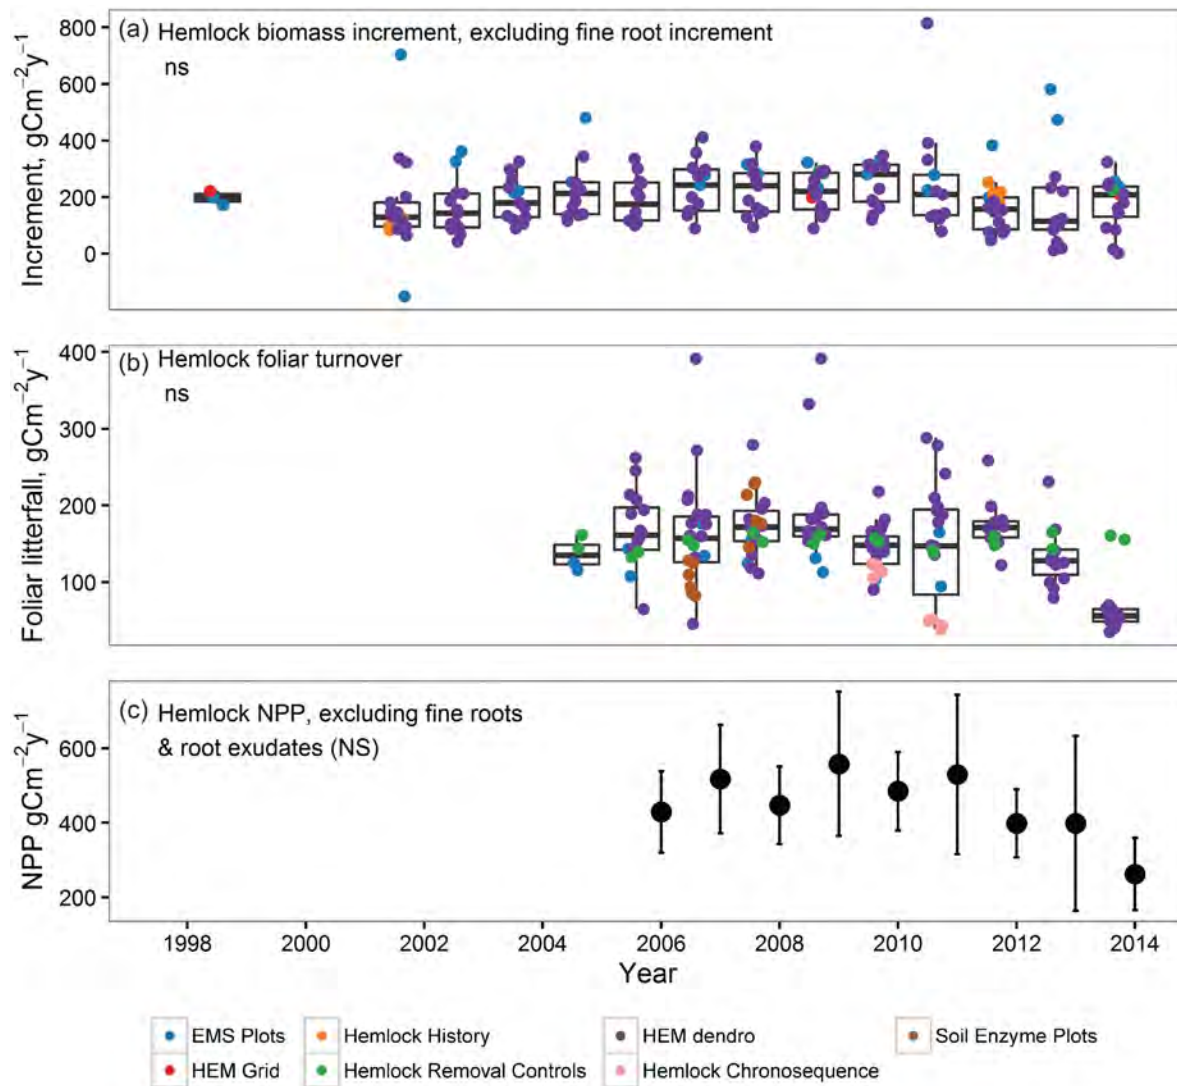 (a) Hemlock biomass increment, excluding fine root increment
ns
800
600
400
200
0
Increment, gCm−2y−1
(b) Hemlock foliar turnover
ns
400
300
200
100
Foliar litterfall, gCm−2y−1
(c) Hemlock NPP, excluding fine roots
& root exudates (NS)
600
400
200
NPP gCm−2y−1
1998 2000 2002 2004 2006 2008 2010 2012 2014
Year
EMS Plots Hemlock History HEM dendro Soil Enzyme Plots
HEM Grid Hemlock Removal Controls Hemlock Chronosequence